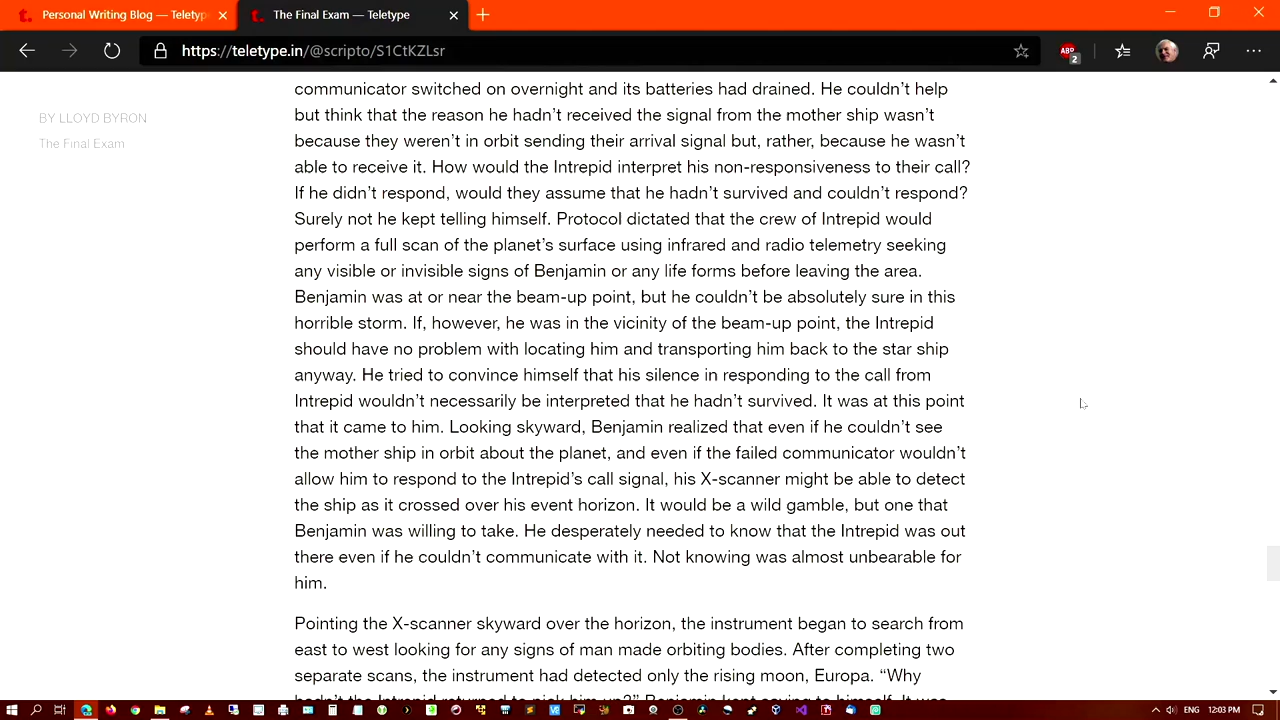 Personal Writing Blog — Teletyp
The Final Exam — Teletype
https://teletype.in/@scripto/S1CtKZLsr
ABP
2
BY LLOYD BYRON
The Final Exam
communicator switched on overnight and its batteries had drained. He couldn’t help
but think that the reason he hadn’t received the signal from the mother ship wasn’t
because they weren’t in orbit sending their arrival signal but, rather, because he wasn’t
able to receive it. How would the Intrepid interpret his non-responsiveness to their call?
If he didn’t respond, would they assume that he hadn’t survived and couldn’t respond?
Surely not he kept telling himself. Protocol dictated that the crew of Intrepid would
perform a full scan of the planet’s surface using infrared and radio telemetry seeking
any visible or invisible signs of Benjamin or any life forms before leaving the area.
Benjamin was at or near the beam-up point, but he couldn’t be absolutely sure in this
horrible storm. If, however, he was in the vicinity of the beam-up point, the Intrepid
should have no problem with locating him and transporting him back to the star ship
anyway. He tried to convince himself that his silence in responding to the call from
Intrepid wouldn’t necessarily be interpreted that he hadn’t survived. It was at this point
that it came to him. Looking skyward, Benjamin realized that even if he couldn’t see
the mother ship in orbit about the planet, and even if the failed communicator wouldn’t
allow him to respond to the Intrepid’s call signal, his X-scanner might be able to detect
the ship as it crossed over his event horizon. It would be a wild gamble, but one that
Benjamin was willing to take. He desperately needed to know that the Intrepid was out
there even if he couldn’t communicate with it. Not knowing was almost unbearable for
him.
Pointing the X-scanner skyward over the horizon, the instrument began to search from
east to west looking for any signs of man made orbiting bodies. After completing two
separate scans, the instrument had detected only the rising moon, Europa. “Why
hadn’t the Intrepid returned to pick him up?” Benjamin kept saying to himself. It was
12:03 PM